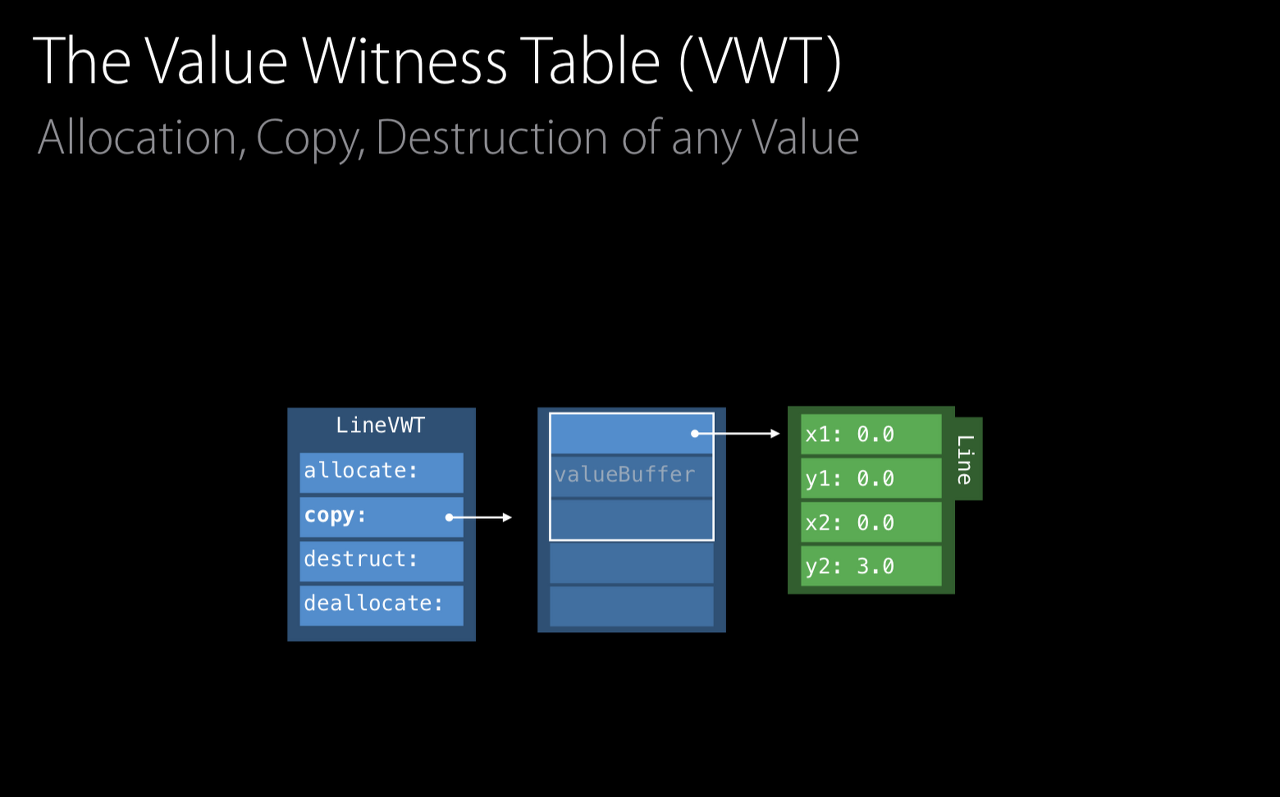 The Value Witness Table (VWT)
Allocation, Copy, Destruction of any Value
LineVWT
allocate:
copy:
destruct:
deallocate:
valueBuffer
x1: 0.0
y1: 0.0
x2: 0.0
y2: 3.0
Line